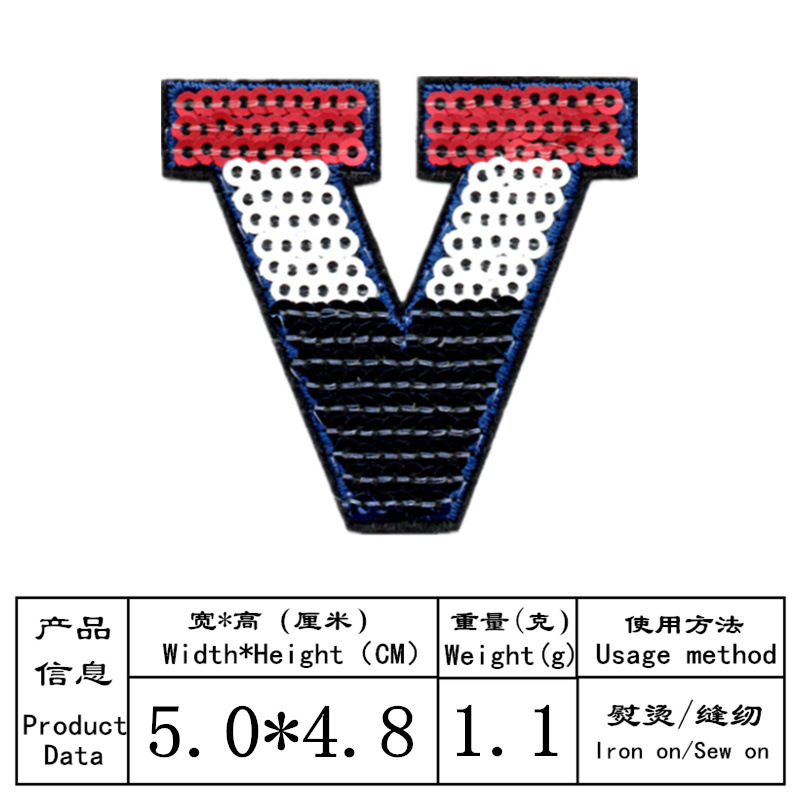 V
产品
信息
Product
Data
宽*高 (厘米)
Width*Height (CM)
5.0*4.8
重量(克)
Weight(g)
1.1
使用方法
Usage method
熨烫/缝纫
Iron on/Sew on